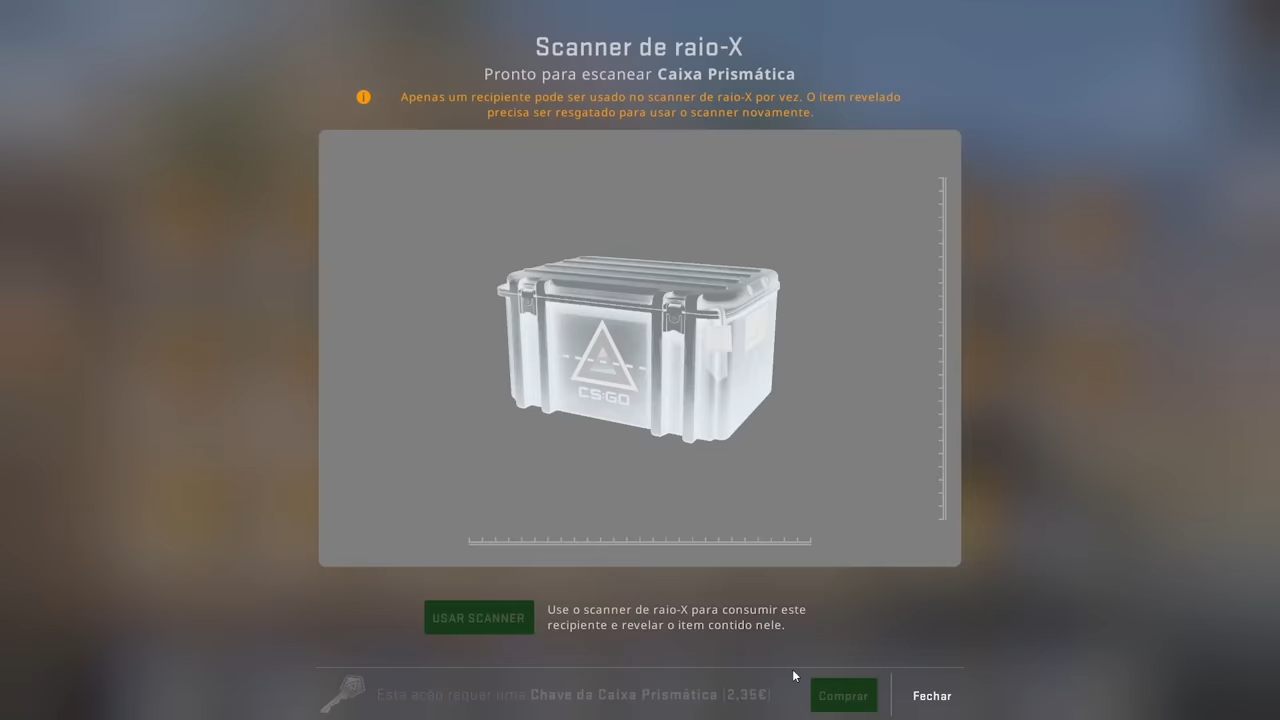 Scanner de raio-X
Pronto para escanear Caixa Prismática
Apenas um recipiente pode ser usado no scanner de raio-X por vez. O item revelado
precisa ser resgatado para usar o scanner novamente.
CS:GO
USAR SCANNER
Use o scanner de raio-X para consumir este
recipiente e revelar o item contido nele.
Esta ação requer uma Chave da Caixa Prismática (2,35€)
Comprar
Fechar